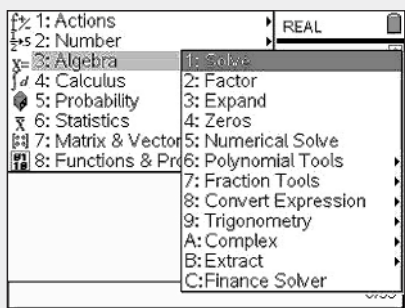 1: Actions
2: Number
3: Algebra
4: Calculus
5: Probability
6: Statistics
7: Matrix & Vector
8: Functions & Pro
REAL
1: Solve
2: Factor
3: Expand
4: Zeros
5: Numerical Solve
6: Polynomial Tools
7: Fraction Tools
8: Convert Expression
9: Trigonometry
A: Complex
B: Extract
C: Finance Solver